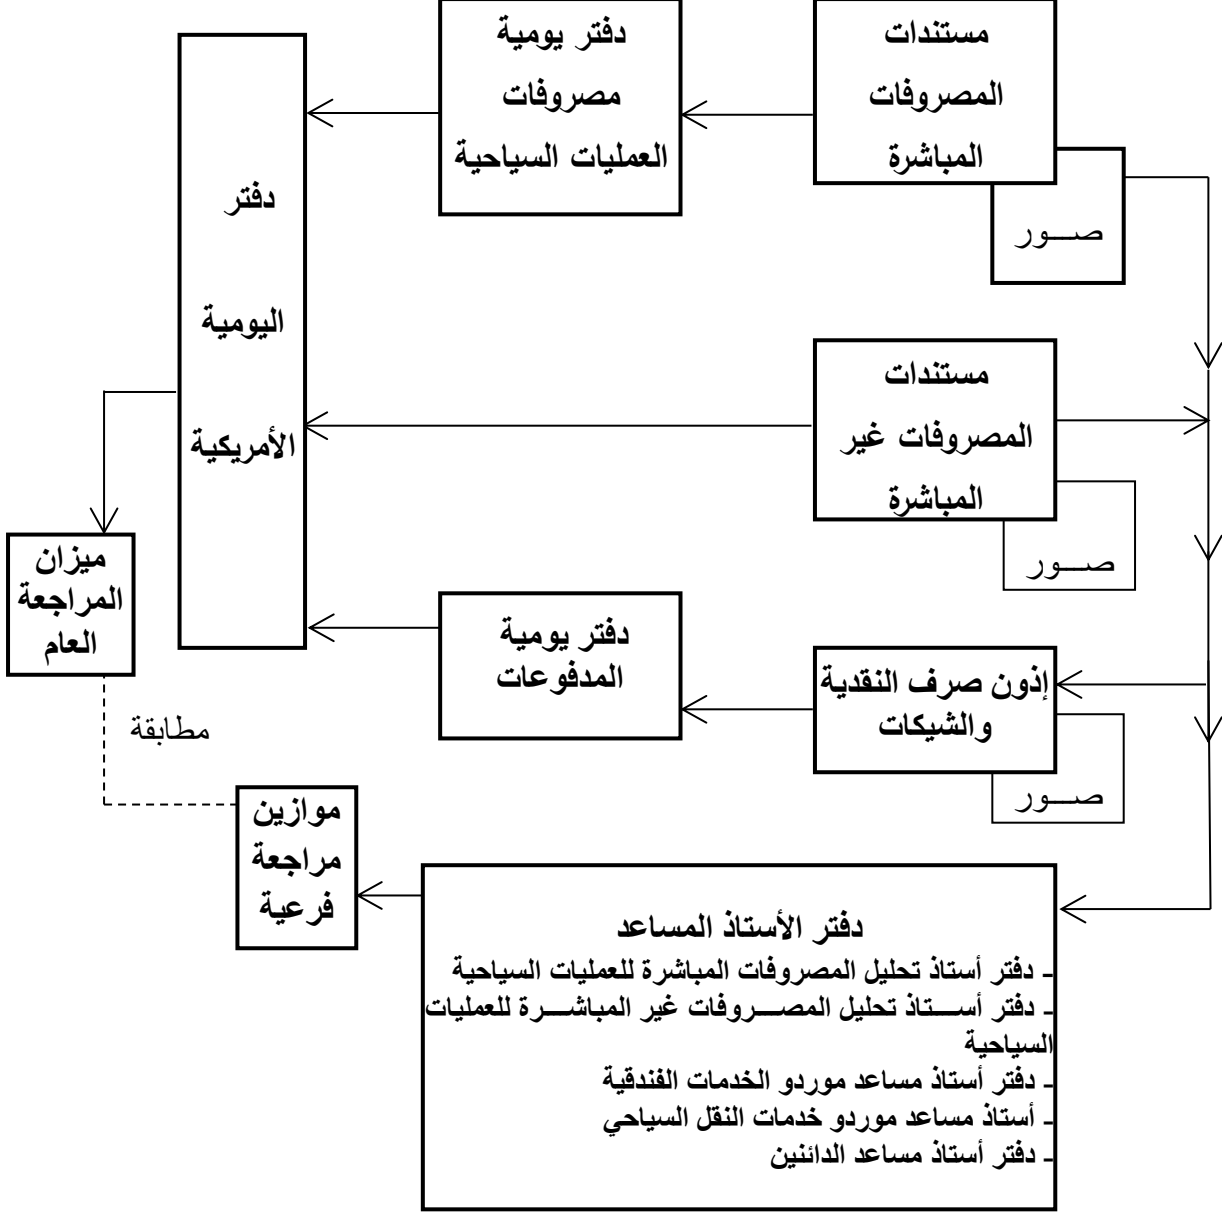 مستندات
المصروفات
المباشرة
صــور
دفتر يومية
مصروفات
العمليات السياحية
دفتر
اليومية
الأمريكية
مستندات
المصروفات غير
المباشرة
صــور
ميزان
المراجعة
العام
دفتر يومية
المدفوعات
إذون صرف النقدية
والشيكات
صــور
مطابقة
موازين
مراجعة
فرعية
دفتر الأستاذ المساعد
- دفتر أستاذ تحليل المصروفات المباشرة للعمليات السياحية
- دفتر أســـتاذ تحليل المصـــروفات غير المباشـــرة للعمليات
السياحية
- دفتر أستاذ مساعد موردو الخدمات الفندقية
- أستاذ مساعد موردو خدمات النقل السياحي
- دفتر أستاذ مساعد الدائنين